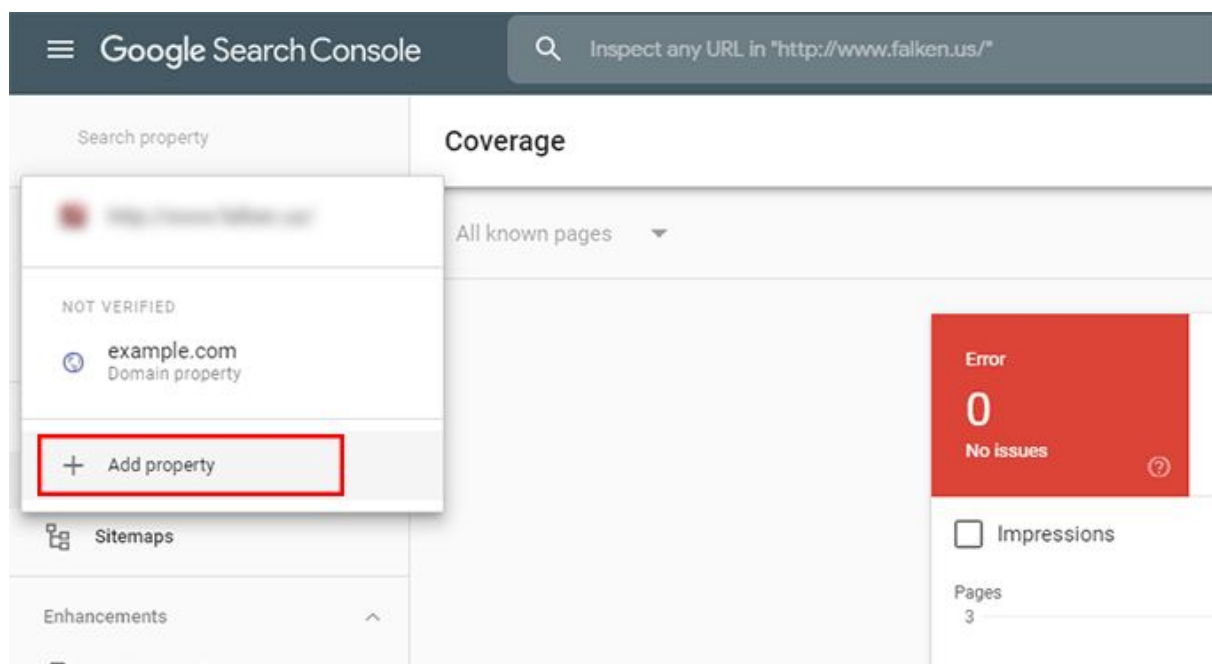 Google Search Console
Inspect any URL in "http://www.falken.us/"
Search property
Coverage
All known pages
NOT VERIFIED
example.com
Domain property
+ Add property
Sitemaps
Enhancements
Error
0
No issues
Impressions
Pages
3